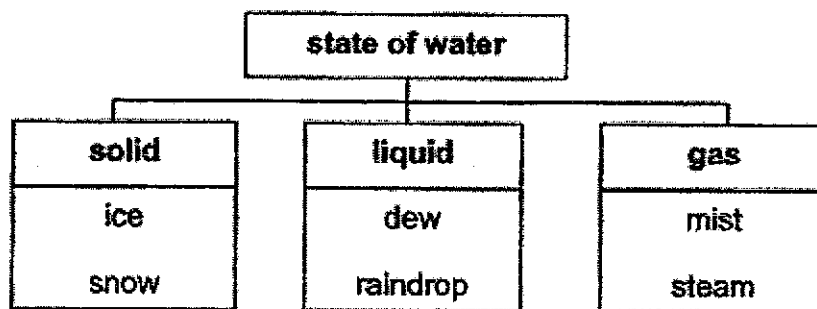 state of water
solid
liquid
gas
ice
dew
mist
snow
raindrop
steam